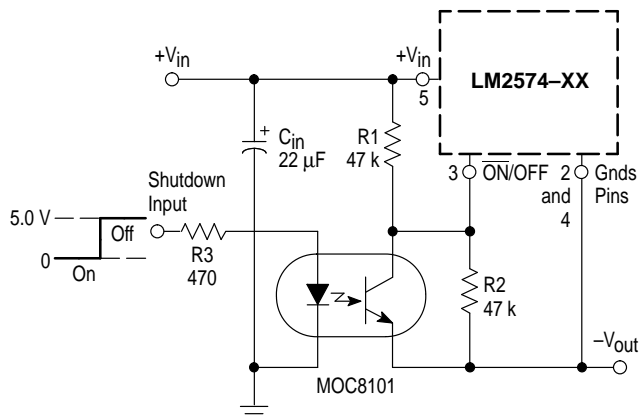 +Vin
+Vin
5
LM2574–XX
Cin
22 µF
+
R1
47 k
3
ON/OFF
2
and
4
Gnds
Pins
Shutdown
Input
5.0 V
Off
0
On
R3
470
R2
47 k
–Vout
MOC8101